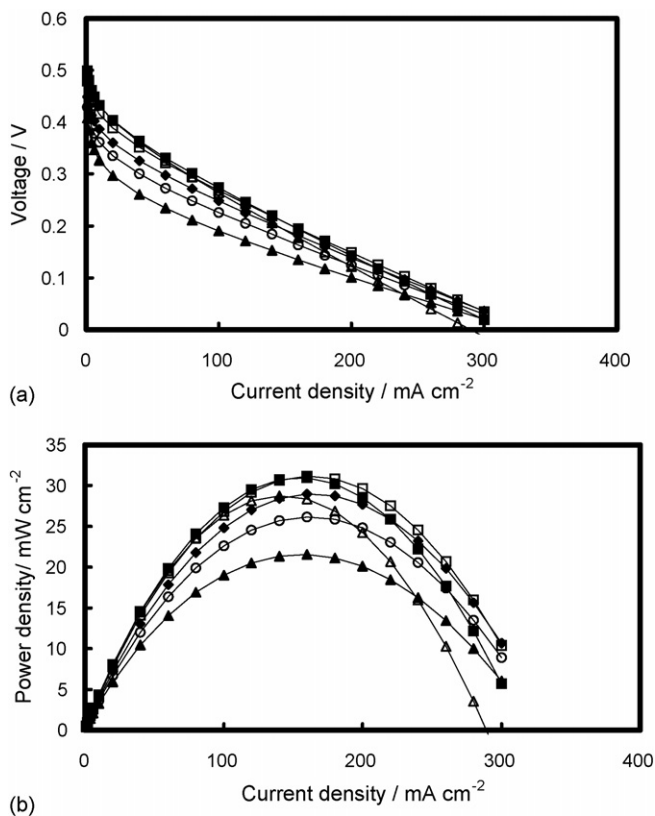 0.6
0.5
0.4
0.3
0.2
0.1
0
Voltage / V
0 100 200 300 400
(a) Current density / mA cm-2
35
30
25
20
15
10
5
0
Power density/ mW cm-2
0 100 200 300 400
Current density / mA cm-2
(b)